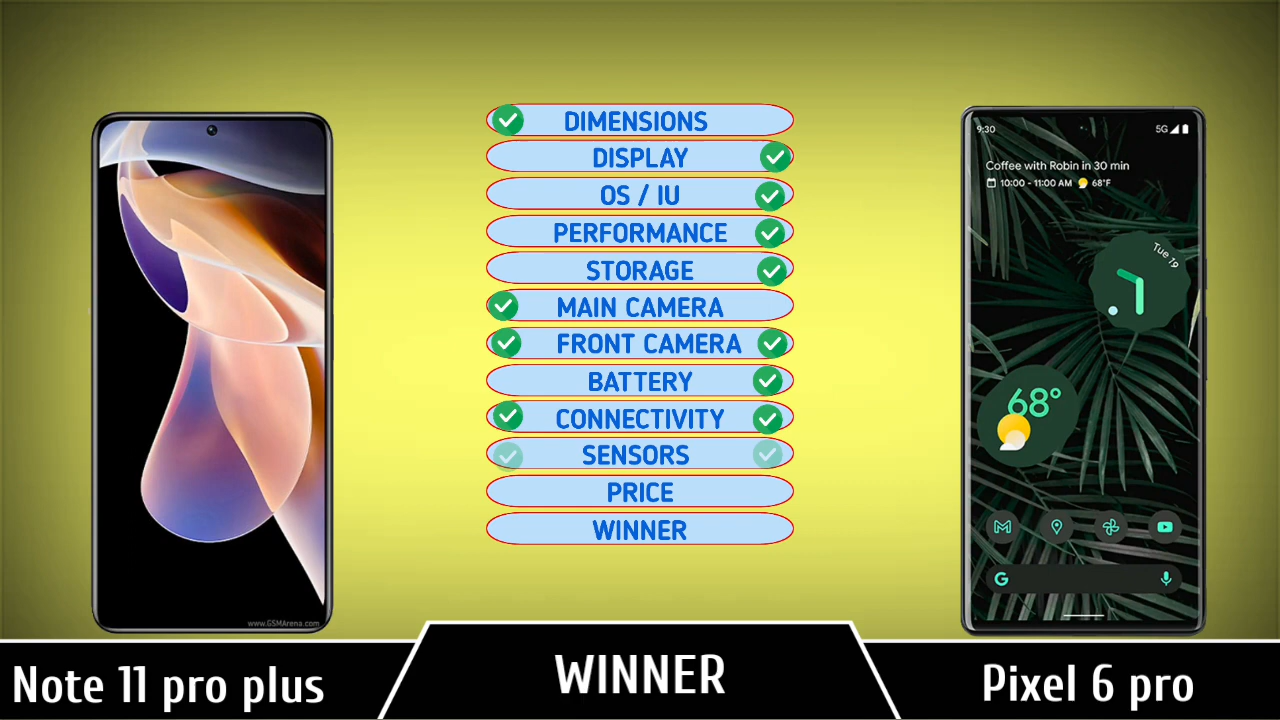 DIMENSIONS
DISPLAY
OS / IU
PERFORMANCE
STORAGE
MAIN CAMERA
FRONT CAMERA
BATTERY
CONNECTIVITY
SENSORS
PRICE
WINNER
www.GSMArena.com
9:30
5G
Coffee with Robin in 30 min
10:00 - 11:00 AM 68°F
Tue 19
68°
G
Note 11 pro plus
WINNER
Pixel 6 pro